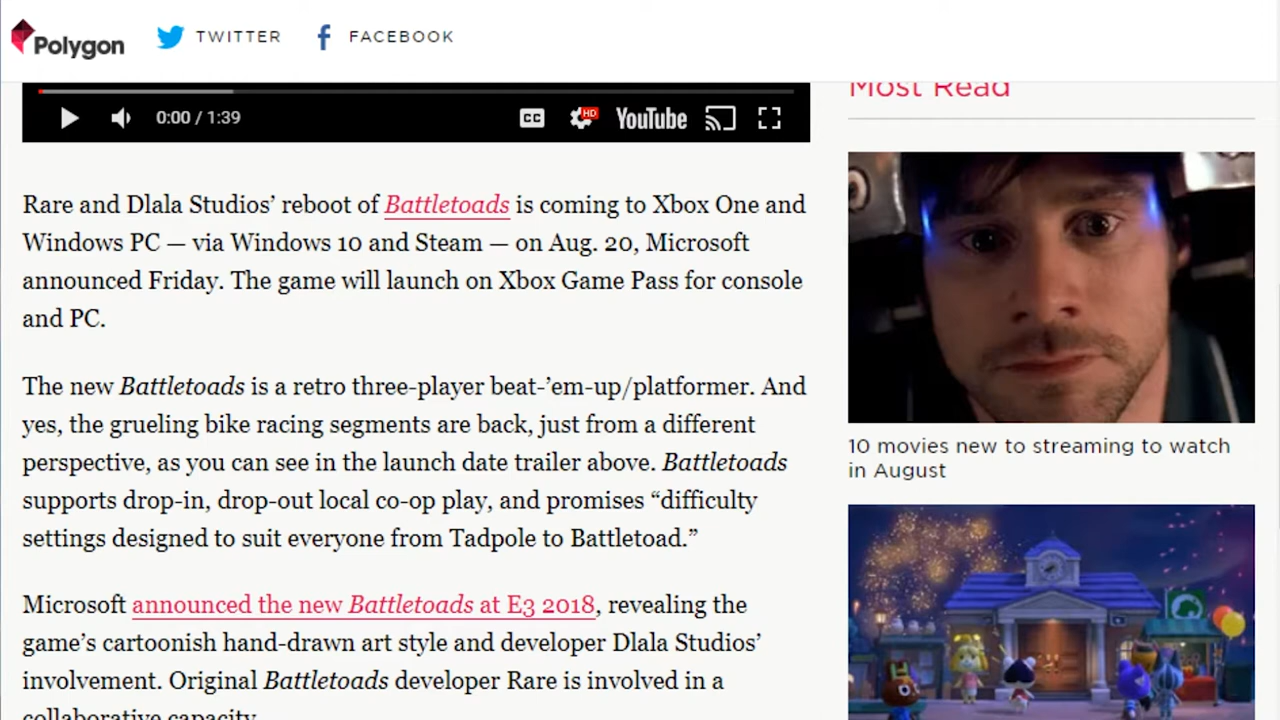 Polygon
TWITTER
FACEBOOK
0:00 / 1:39
CC
HD
YouTube
Rare and Dlala Studios’ reboot of Battletoads is coming to Xbox One and
Windows PC — via Windows 10 and Steam — on Aug. 20, Microsoft
announced Friday. The game will launch on Xbox Game Pass for console
and PC.
The new Battletoads is a retro three-player beat-’em-up/platformer. And
yes, the grueling bike racing segments are back, just from a different
perspective, as you can see in the launch date trailer above. Battletoads
supports drop-in, drop-out local co-op play, and promises “difficulty
settings designed to suit everyone from Tadpole to Battletoad.”
Microsoft announced the new Battletoads at E3 2018, revealing the
game’s cartoonish hand-drawn art style and developer Dlala Studios’
involvement. Original Battletoads developer Rare is involved in a
collaborative capacity.
Most Read
10 movies new to streaming to watch
in August